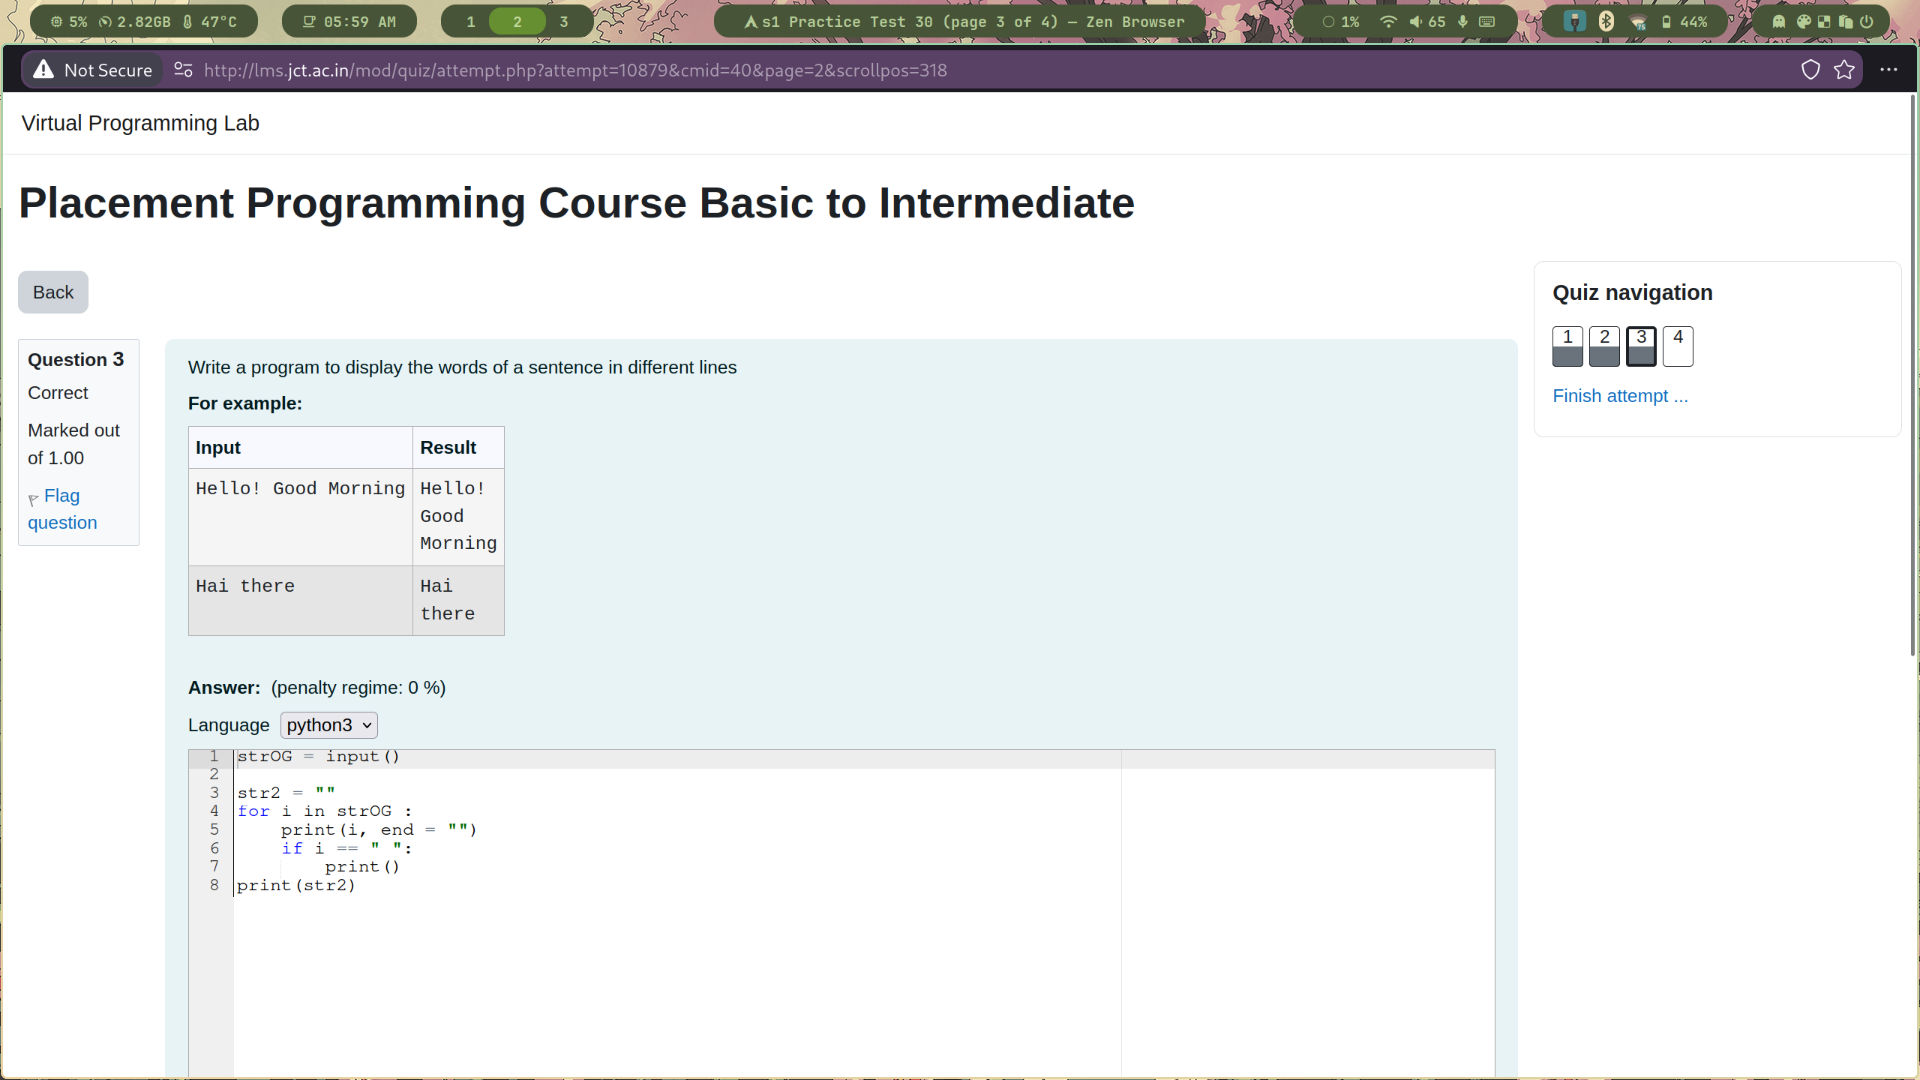 5% 2.82GB 47°C 05:59 AM 1 2 3 s1 Practice Test 30 (page 3 of 4) — Zen Browser 1% 65 44%
Not Secure http://lms.jct.ac.in/mod/quiz/attempt.php?attempt=10879&cmid=40&page=2&scrollpos=318
Virtual Programming Lab
Placement Programming Course Basic to Intermediate
Back
Question 3
Correct
Marked out
of 1.00
Flag
question
Write a program to display the words of a sentence in different lines
For example:
Input Result
Hello! Good Morning Hello!
Good
Morning
Hai there Hai
there
Answer: (penalty regime: 0 %)
Language python3
1 strOG = input()
2
3 str2 = ""
4 for i in strOG :
5     print(i, end = "")
6     if i == " ":
7         print()
8 print(str2)
Quiz navigation
1 2 3 4
Finish attempt ...